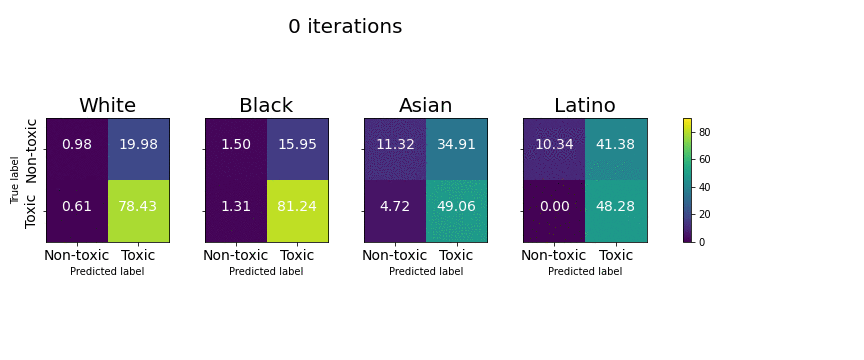 0 iterations
White Black Asian Latino
True label
Non-toxic
Toxic
0.98 19.98 1.50 15.95 11.32 34.91 10.34 41.38
0.61 78.43 1.31 81.24 4.72 49.06 0.00 48.28
Non-toxic Toxic Non-toxic Toxic Non-toxic Toxic Non-toxic Toxic
Predicted label Predicted label Predicted label Predicted label
80
60
40
20
0